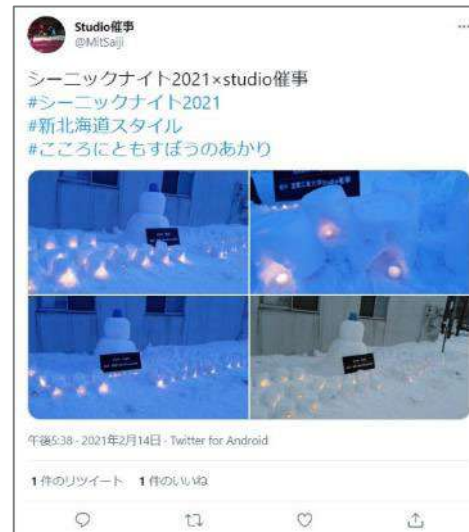 Studio催事
@MitSaiji
シーニックナイト2021×studio催事
#シーニックナイト2021
#新北海道スタイル
#こころにともすぼうのあかり
午後5:38 · 2021年2月14日 · Twitter for Android
1 件のリツイート 1 件のいいね